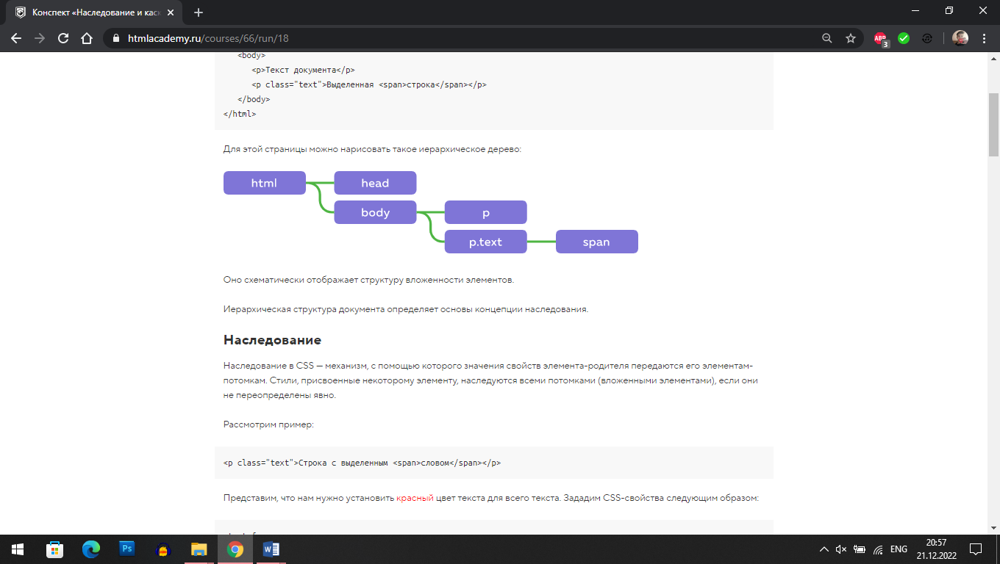 Конспект «Наследование и каск
htmlacademy.ru/courses/66/run/18
ABP
3
<body>
<p>Текст документа</p>
<p class="text">Выделенная <span>строка</span></p>
</body>
</html>
Для этой страницы можно нарисовать такое иерархическое дерево:
html
head
body
p
p.text
span
Оно схематически отображает структуру вложенности элементов.
Иерархическая структура документа определяет основы концепции наследования.
Наследование
Наследование в CSS — механизм, с помощью которого значения свойств элемента-родителя передаются его элементам-
потомкам. Стили, присвоенные некоторому элементу, наследуются всеми потомками (вложенными элементами), если они
не переопределены явно.
Рассмотрим пример:
<p class="text">Строка с выделенным <span>словом</span></p>
Представим, что нам нужно установить красный цвет текста для всего текста. Зададим CSS-свойства следующим образом:
Ps
W
ENG
20:57
21.12.2022